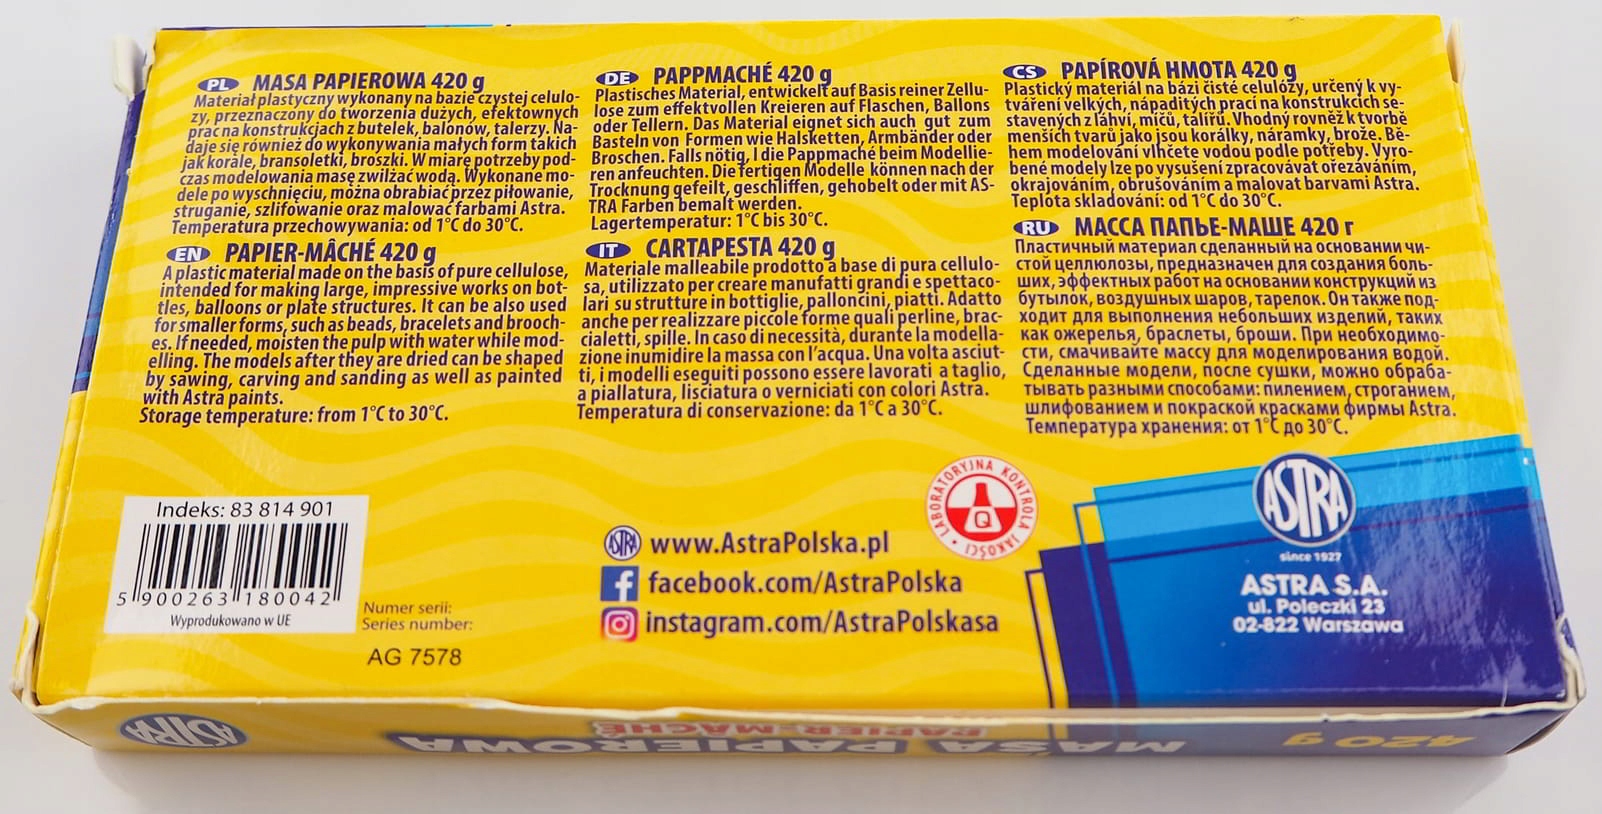 PL MASA PAPIEROWA 420 g
Materiał plastyczny wykonany na bazie czystej celulo-
zy, przeznaczony do tworzenia dużych, efektownych
prac na konstrukcjach z butelek, balonów, talerzy. Na-
daje się również do wykonywania małych form takich
jak korale, bransoletki, broszki. W miarę potrzeby pod-
czas modelowania masę zwilżać wodą. Wykonane mo-
dele po wyschnięciu, można obrabiać przez piłowanie,
struganie, szlifowanie oraz malować farbami Astra.
Temperatura przechowywania: od 1°C do 30°C.
EN PAPIER-MÂCHÉ 420 g
A plastic material made on the basis of pure cellulose,
intended for making large, impressive works on bot-
tles, balloons or plate structures. It can be also used
for smaller forms, such as beads, bracelets and brooch-
es. If needed, moisten the pulp with water while mod-
elling. The models after they are dried can be shaped
by sawing, carving and sanding as well as painted
with Astra paints.
Storage temperature: from 1°C to 30°C.
DE PAPPMACHÉ 420 g
Plastisches Material, entwickelt auf Basis reiner Zellu-
lose zum effektvollen Kreieren auf Flaschen, Ballons
oder Tellern. Das Material eignet sich auch gut zum
Basteln von Formen wie Halsketten, Armbänder oder
Broschen. Falls nötig, l die Pappmaché beim Modellie-
ren anfeuchten. Die fertigen Modelle können nach der
Trocknung gefeilt, geschliffen, gehobelt oder mit AS-
TRA Farben bemalt werden.
Lagertemperatur: 1°C bis 30°C.
IT CARTAPESTA 420 g
Materiale malleabile prodotto a base di pura cellulo-
sa, utilizzato per creare manufatti grandi e spettaco-
lari su strutture in bottiglie, palloncini, piatti. Adatto
anche per realizzare piccole forme quali perline, brac-
cialetti, spille. In caso di necessità, durante la modella-
zione inumidire la massa con l'acqua. Una volta asciut-
ti, i modelli eseguiti possono essere lavorati a taglio,
a piallatura, lisciatura o verniciati con colori Astra.
Temperatura di conservazione: da 1°C a 30°C.
CS PAPÍROVÁ HMOTA 420 g
Plastický materiál na bázi čisté celulózy, určený k vy-
tváření velkých, nápaditých prací na konstrukcích se-
stavených z láhví, míčů, talířů. Vhodný rovněž k tvorbě
menších tvarů jako jsou korálky, náramky, brože. Bě-
hem modelování vlhčete vodou podle potřeby. Vyro-
bené modely lze po vysušení zpracovávat ořezáváním,
okrajováním, obrušováním a malovat barvami Astra.
Teplota skladování: od 1°C do 30°C.
RU МАССА ПАПЬЕ-МАШЕ 420 г
Пластичный материал сделанный на основании чи-
стой целлюлозы, предназначен для создания боль-
ших, эффектных работ на основании конструкций из
бутылок, воздушных шаров, тарелок. Он также под-
ходит для выполнения небольших изделий, таких
как ожерелья, браслеты, броши. При необходимо-
сти, смачивайте массу для моделирования водой.
Сделанные модели, после сушки, можно обраба-
тывать разными способами: пилением, строганием,
шлифованием и покраской красками фирмы Astra.
Температура хранения: от 1°C до 30°C.
Indeks: 83 814 901
5 900263 180042
Wyprodukowano w UE
Numer serii:
Series number:
AG 7578
ASTRA www.AstraPolska.pl
facebook.com/AstraPolska
instagram.com/AstraPolskasa
LABORATORYJNA KONTROLA JAKOŚCI
Q
ASTRA
since 1927
ASTRA S.A.
ul. Poleczki 23
02-822 Warszawa
ASTRA
MASA PAPIEROWA
PAPIER-MÂCHÉ
420 g